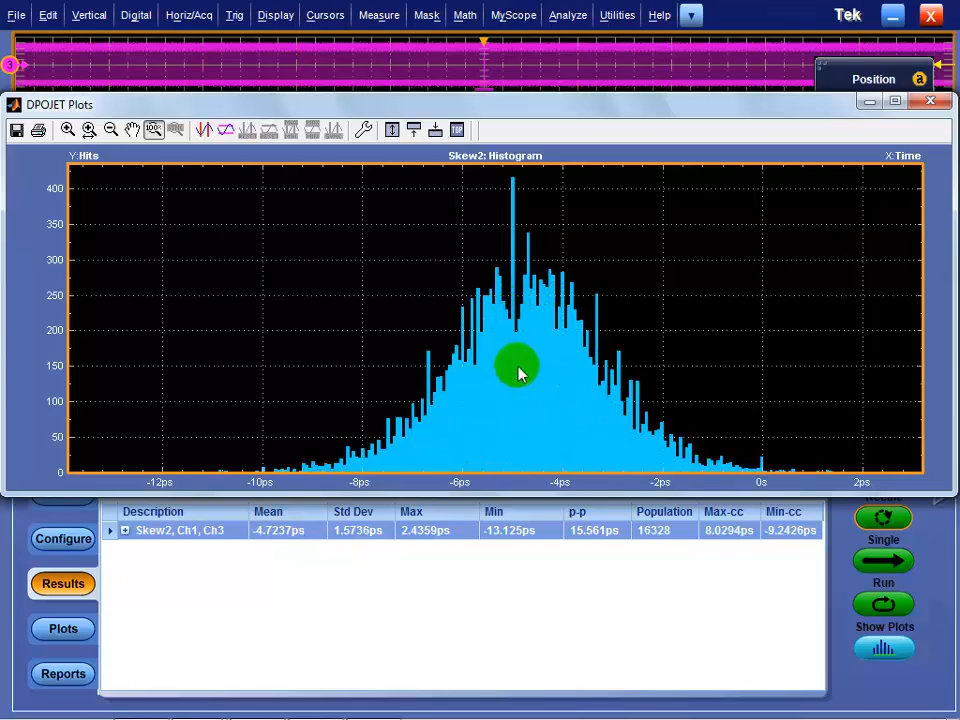 File Edit Vertical Digital Horiz/Acq Trig Display Cursors Measure Mask Math MyScope Analyze Utilities Help Tek
3
Position a
DPOJET Plots
100% TOP
Y:Hits Skew2: Histogram X:Time
400
350
300
250
200
150
100
50
0
-12ps -10ps -8ps -6ps -4ps -2ps 0s 2ps
Description Mean Std Dev Max Min p-p Population Max-cc Min-cc
Skew2, Ch1, Ch3 -4.7237ps 1.5736ps 2.4359ps -13.125ps 15.561ps 16328 8.0294ps -9.2426ps
Configure
Single
Results
Run
Plots
Show Plots
Reports